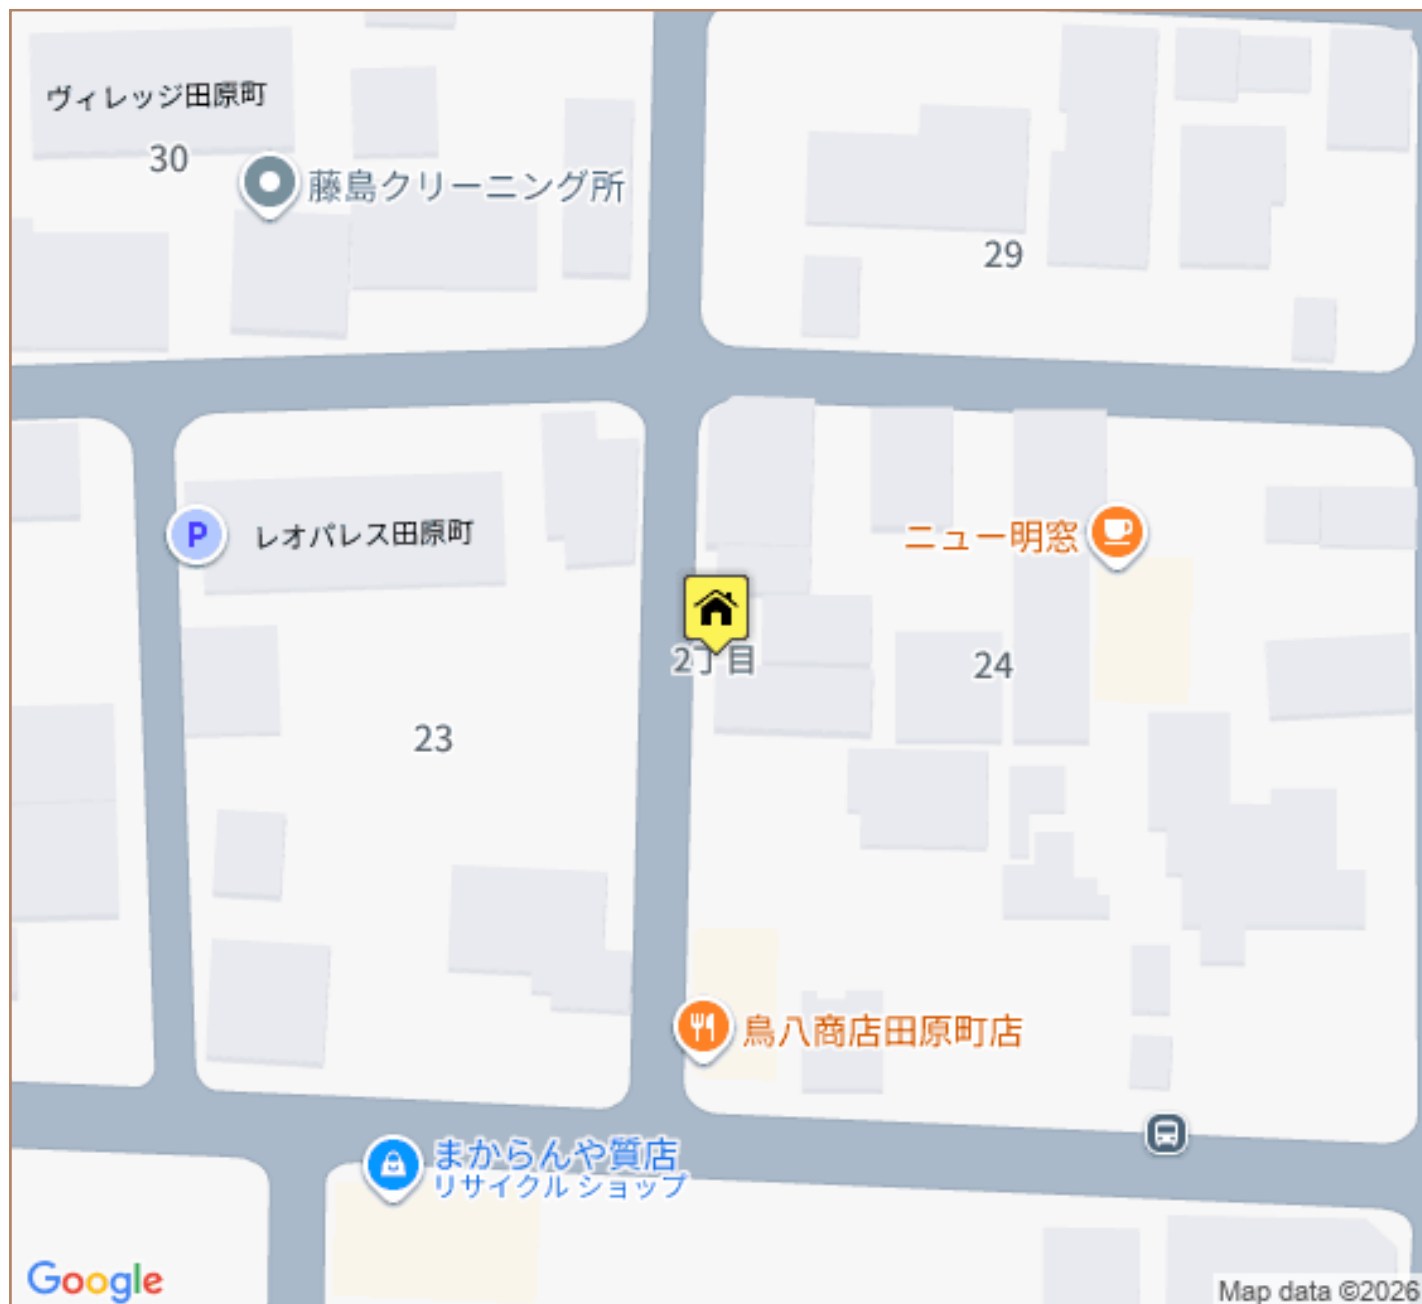 ヴィレッジ田原町
30
藤島クリーニング所
29
P
レオパレス田原町
ニュー明窓
2丁目
24
23
鳥八商店田原町店
まからんや質店
リサイクル ショップ
Google
Map data ©2026